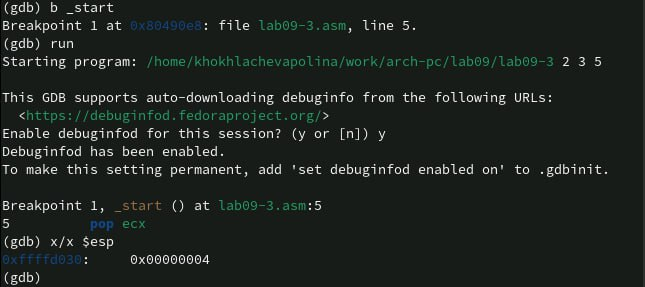 (gdb) b _start
Breakpoint 1 at 0x80490e8: file lab09-3.asm, line 5.
(gdb) run
Starting program: /home/khokhlachevapolina/work/arch-pc/lab09/lab09-3 2 3 5
This GDB supports auto-downloading debuginfo from the following URLs:
<https://debuginfod.fedoraproject.org/>
Enable debuginfod for this session? (y or [n]) y
Debuginfod has been enabled.
To make this setting permanent, add 'set debuginfod enabled on' to .gdbinit.
Breakpoint 1, _start () at lab09-3.asm:5
5 pop ecx
(gdb) x/x $esp
0xffffd030: 0x00000004
(gdb)